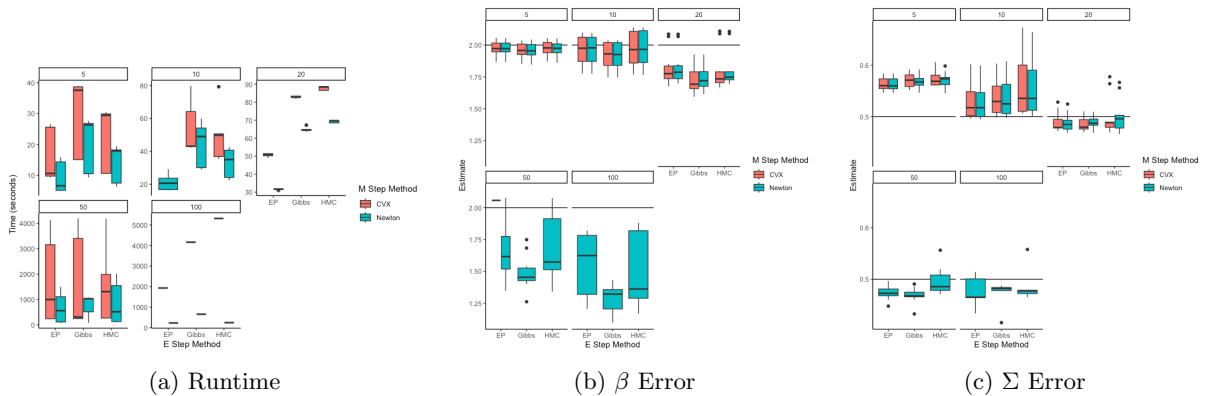 5
10
20
40
30
20
10
80
60
40
20
90
80
70
60
50
40
30
50
100
4000
3000
2000
1000
0
5000
4000
3000
2000
1000
0
EP Gibbs HMC
EP Gibbs HMC
EP Gibbs HMC
Time (seconds)
E Step Method
M Step Method
CVX
Newton
(a) Runtime
5
10
20
2.00
1.75
1.50
1.25
EP Gibbs HMC
50
100
2.00
1.75
1.50
1.25
EP Gibbs HMC
EP Gibbs HMC
Estimate
E Step Method
M Step Method
CVX
Newton
(b) β Error
5
10
20
0.6
0.5
EP Gibbs HMC
50
100
0.6
0.5
EP Gibbs HMC
EP Gibbs HMC
Estimate
E Step Method
M Step Method
CVX
Newton
(c) Σ Error